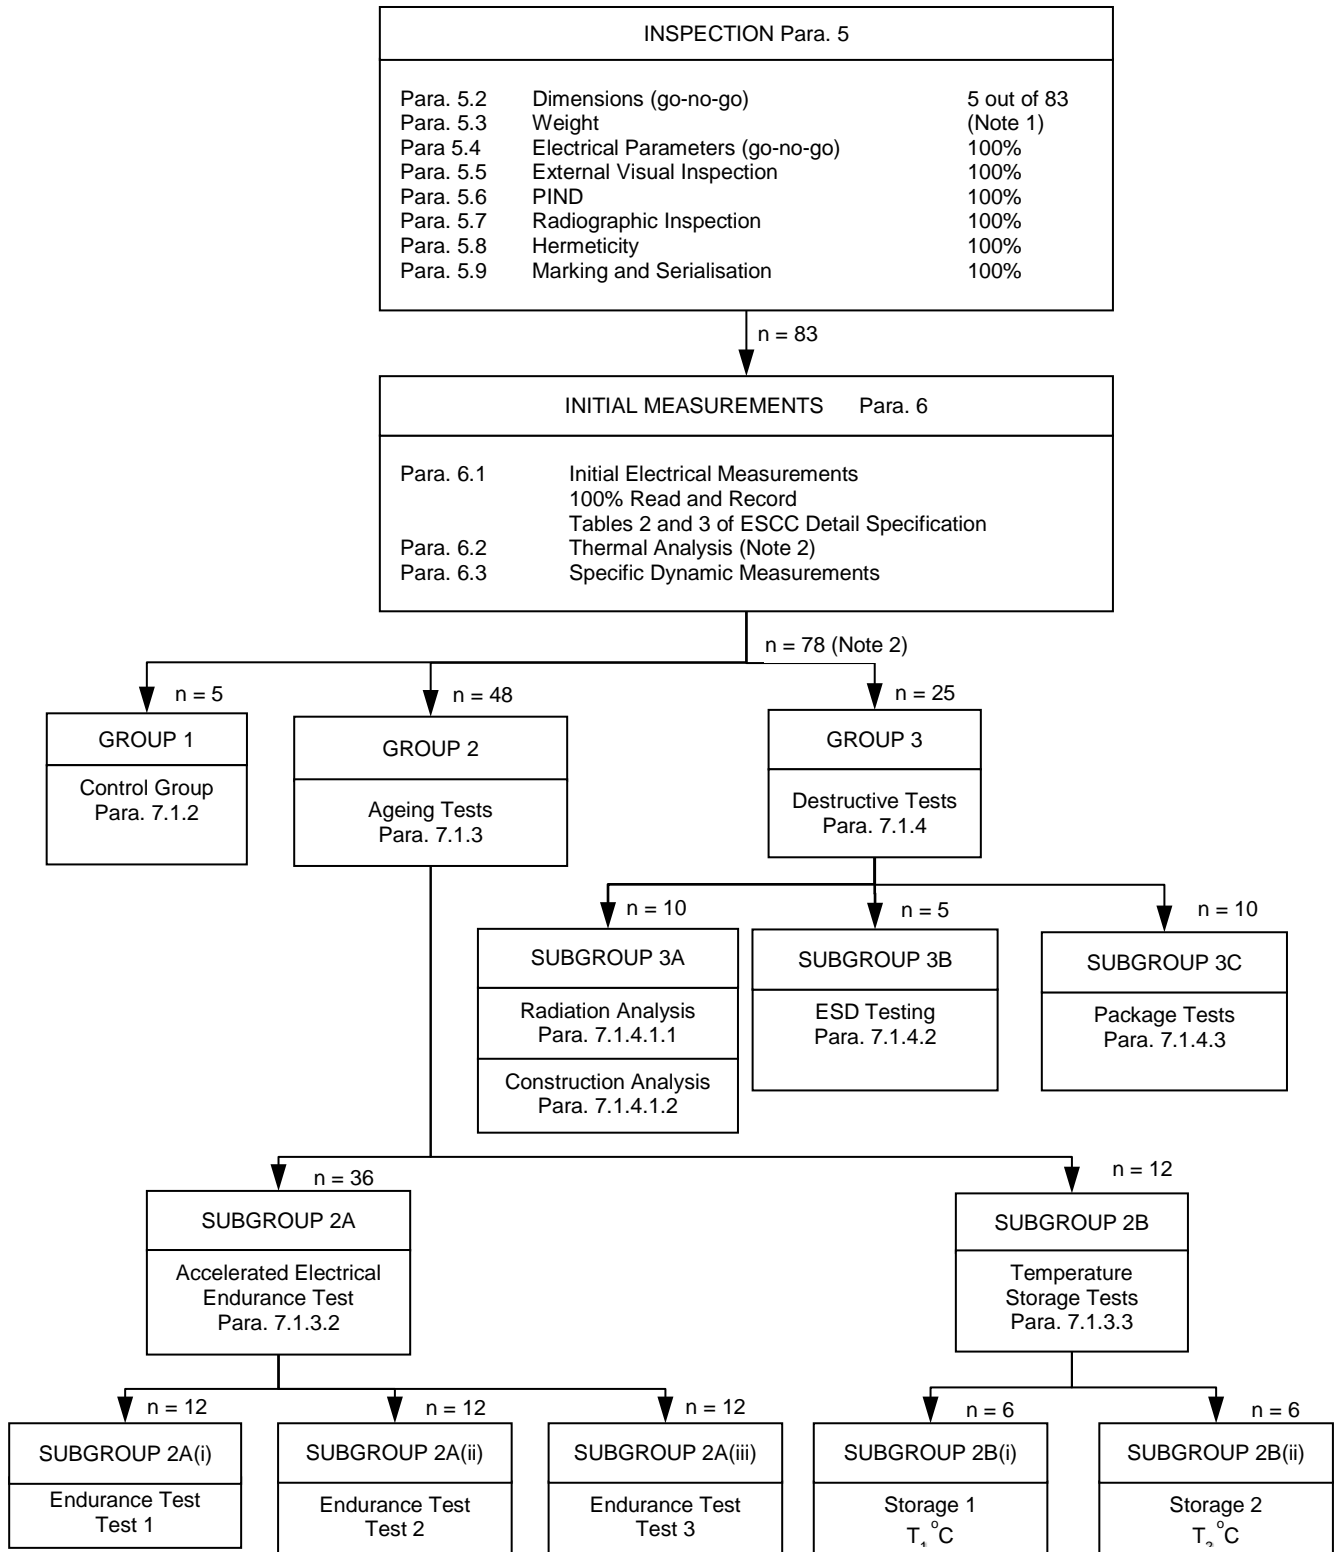 INSPECTION Para. 5
Para. 5.2 Dimensions (go-no-go) 5 out of 83
Para. 5.3 Weight (Note 1)
Para 5.4 Electrical Parameters (go-no-go) 100%
Para. 5.5 External Visual Inspection 100%
Para. 5.6 PIND 100%
Para. 5.7 Radiographic Inspection 100%
Para. 5.8 Hermeticity 100%
Para. 5.9 Marking and Serialisation 100%
n = 83
INITIAL MEASUREMENTS Para. 6
Para. 6.1 Initial Electrical Measurements
100% Read and Record
Tables 2 and 3 of ESCC Detail Specification
Para. 6.2 Thermal Analysis (Note 2)
Para. 6.3 Specific Dynamic Measurements
n = 78 (Note 2)
n = 5
GROUP 1
Control Group
Para. 7.1.2
n = 48
GROUP 2
Ageing Tests
Para. 7.1.3
n = 25
GROUP 3
Destructive Tests
Para. 7.1.4
n = 10
SUBGROUP 3A
Radiation Analysis
Para. 7.1.4.1.1
Construction Analysis
Para. 7.1.4.1.2
n = 5
SUBGROUP 3B
ESD Testing
Para. 7.1.4.2
n = 10
SUBGROUP 3C
Package Tests
Para. 7.1.4.3
n = 36
SUBGROUP 2A
Accelerated Electrical
Endurance Test
Para. 7.1.3.2
n = 12
SUBGROUP 2B
Temperature
Storage Tests
Para. 7.1.3.3
n = 12
SUBGROUP 2A(i)
Endurance Test
Test 1
n = 12
SUBGROUP 2A(ii)
Endurance Test
Test 2
n = 12
SUBGROUP 2A(iii)
Endurance Test
Test 3
n = 6
SUBGROUP 2B(i)
Storage 1
T₁ °C
n = 6
SUBGROUP 2B(ii)
Storage 2
T₂ °C